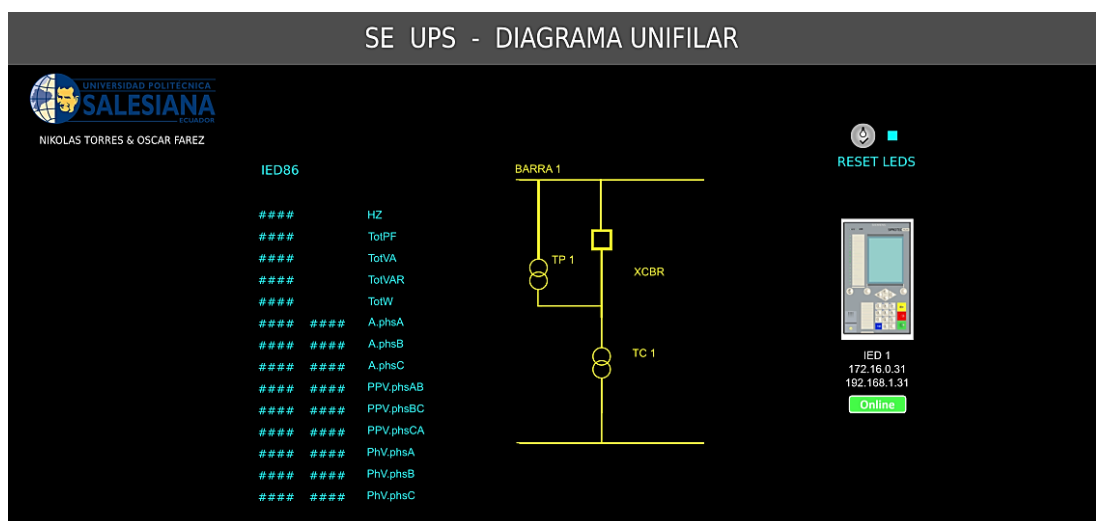 SE UPS - DIAGRAMA UNIFILAR
UNIVERSIDAD POLITECNICA
SALESIANA
ECUADOR
NIKOLAS TORRES & OSCAR FAREZ
RESET LEDS
IED86
BARRA 1
#### HZ
#### TotPF
#### TotVA
#### TotVAR
#### TotW
#### #### A.phsA
#### #### A.phsB
#### #### A.phsC
#### #### PPV.phsAB
#### #### PPV.phsBC
#### #### PPV.phsCA
#### #### PhV.phsA
#### #### PhV.phsB
#### #### PhV.phsC
TP 1
XCBR
TC 1
IED 1
172.16.0.31
192.168.1.31
Online